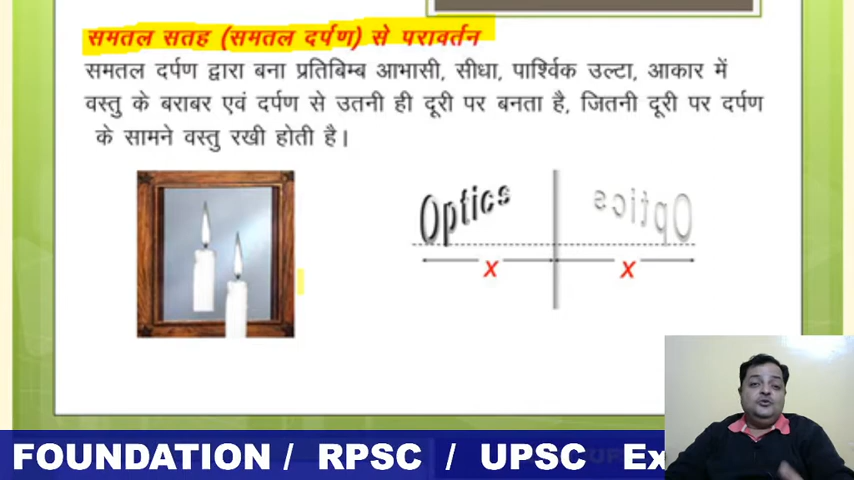 समतल सतह (समतल दर्पण) से परावर्तन
समतल दर्पण द्वारा बना प्रतिबिम्ब आभासी, सीधा, पार्श्विक उल्टा, आकार में
वस्तु के बराबर एवं दर्पण से उतनी ही दूरी पर बनता है, जितनी दूरी पर दर्पण
के सामने वस्तु रखी होती है।
Optics
Optics
x
x
FOUNDATION / RPSC / UPSC Ex